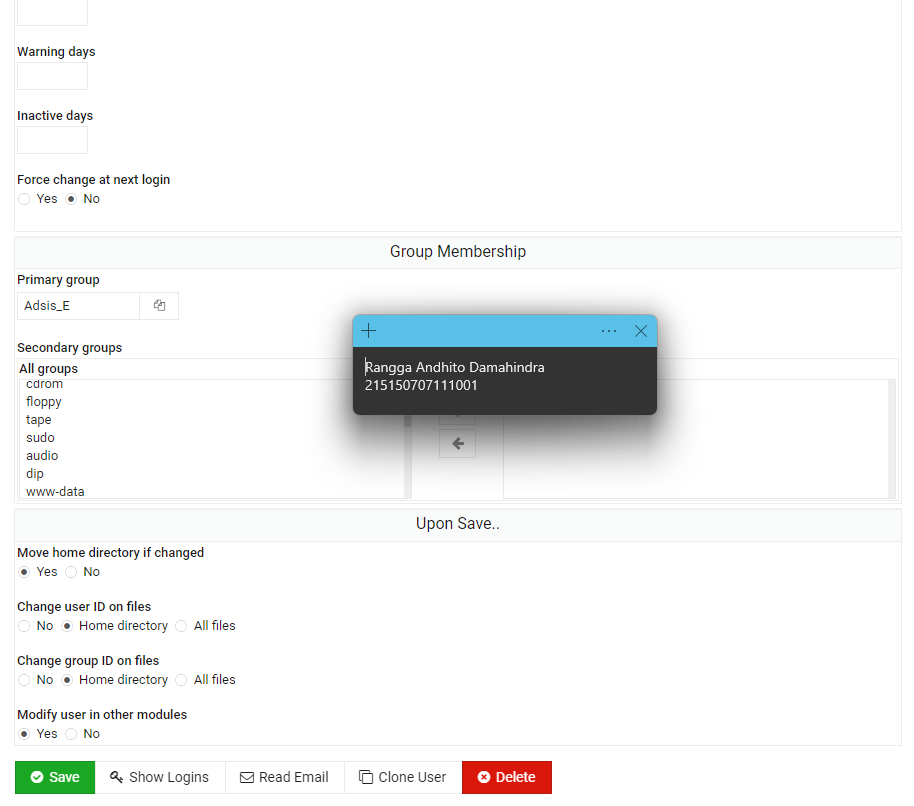 Warning days
Inactive days
Force change at next login
Yes No
Group Membership
Primary group
Adsis_E
Secondary groups
All groups
cdrom
floppy
tape
sudo
audio
dip
www-data
Rangga Andhito Damahindra
215150707111001
Upon Save..
Move home directory if changed
Yes No
Change user ID on files
No Home directory All files
Change group ID on files
No Home directory All files
Modify user in other modules
Yes No
Save Show Logins Read Email Clone User Delete